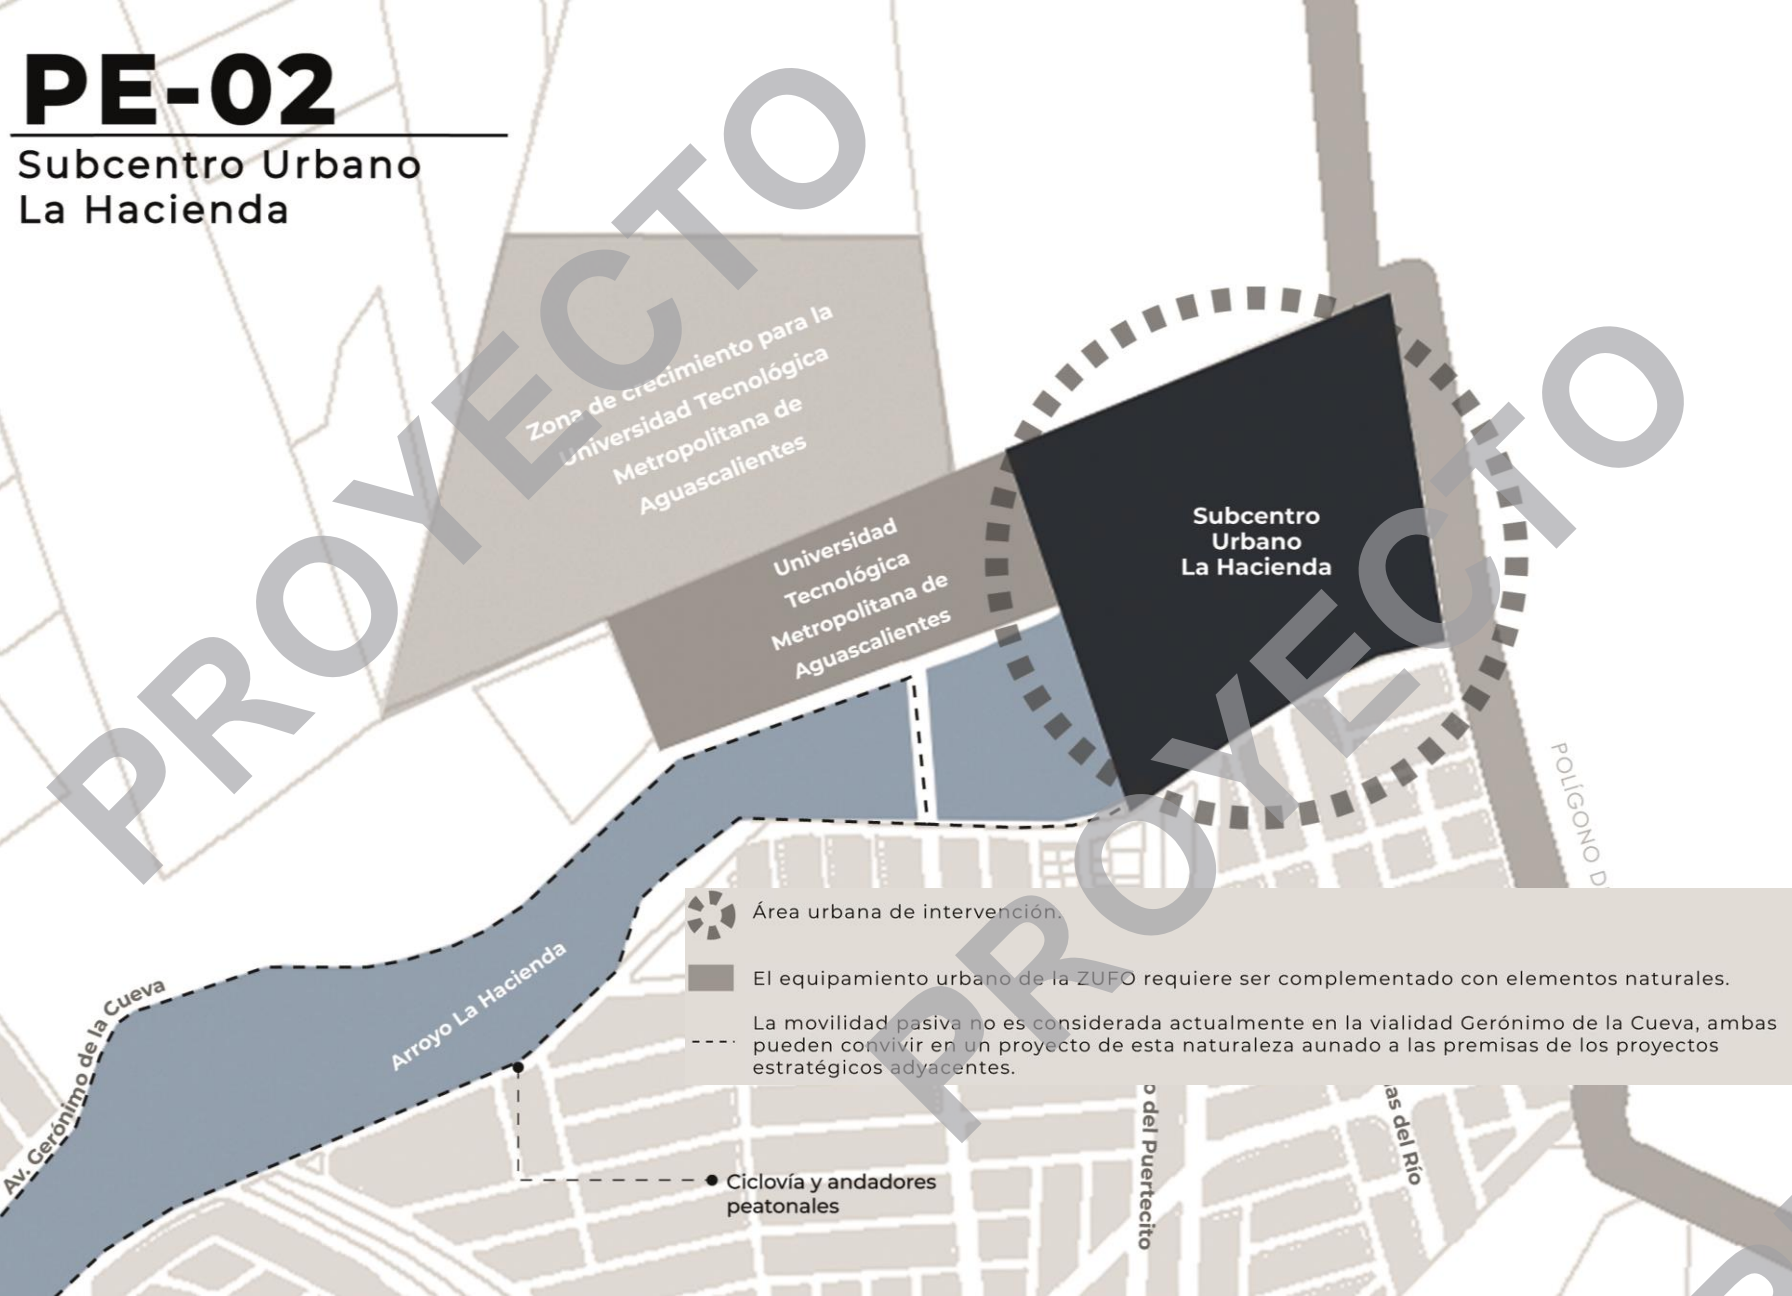 PE-02
Subcentro Urbano
La Hacienda
PROYECTO
Zona de crecimiento para la
Universidad Tecnológica
Metropolitana de
Aguascalientes
Universidad
Tecnológica
Metropolitana de
Aguascalientes
Subcentro
Urbano
La Hacienda
PROYECTO
POLÍGONO
Área urbana de intervención.
El equipamiento urbano de la ZUFO requiere ser complementado con elementos naturales.
La movilidad pasiva no es considerada actualmente en la vialidad Gerónimo de la Cueva, ambas
pueden convivir en un proyecto de esta naturaleza aunado a las premisas de los proyectos
estratégicos adyacentes.
Arroyo La Hacienda
Av. Gerónimo de la Cueva
Ciclovía y andadores
peatonales
o del Puertecito
as del Río